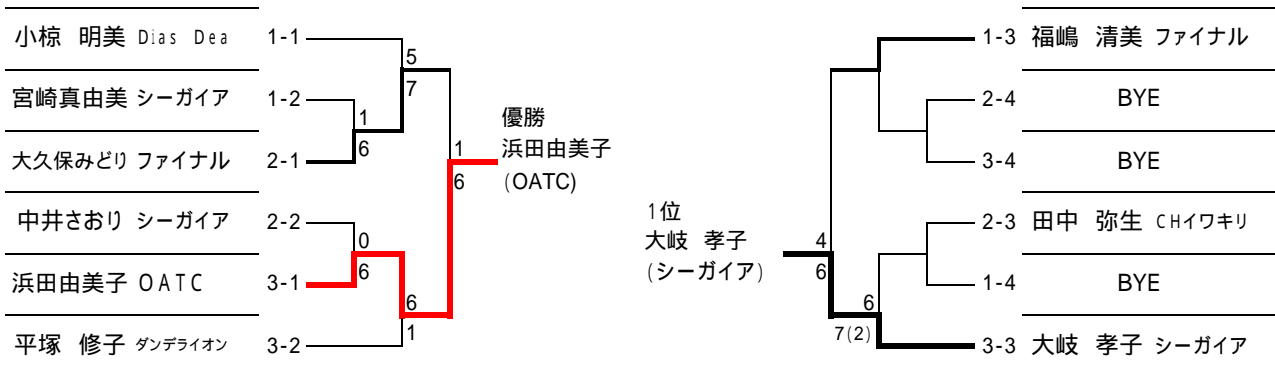 小椋 明美 Dias Dea 1-1
5
7
宮崎真由美 シーガイア 1-2
1
6
大久保みどり ファイナル 2-1
優勝
浜田由美子
(OATC)
1
6
中井さおり シーガイア 2-2
0
6
浜田由美子 OATC 3-1
6
1
平塚 修子 ダンデライオン 3-2
1-3 福嶋 清美 ファイナル
2-4 BYE
3-4 BYE
1位
大岐 孝子
(シーガイア)
4
6
2-3 田中 弥生 CHイワキリ
1-4 BYE
6
7(2)
3-3 大岐 孝子 シーガイア